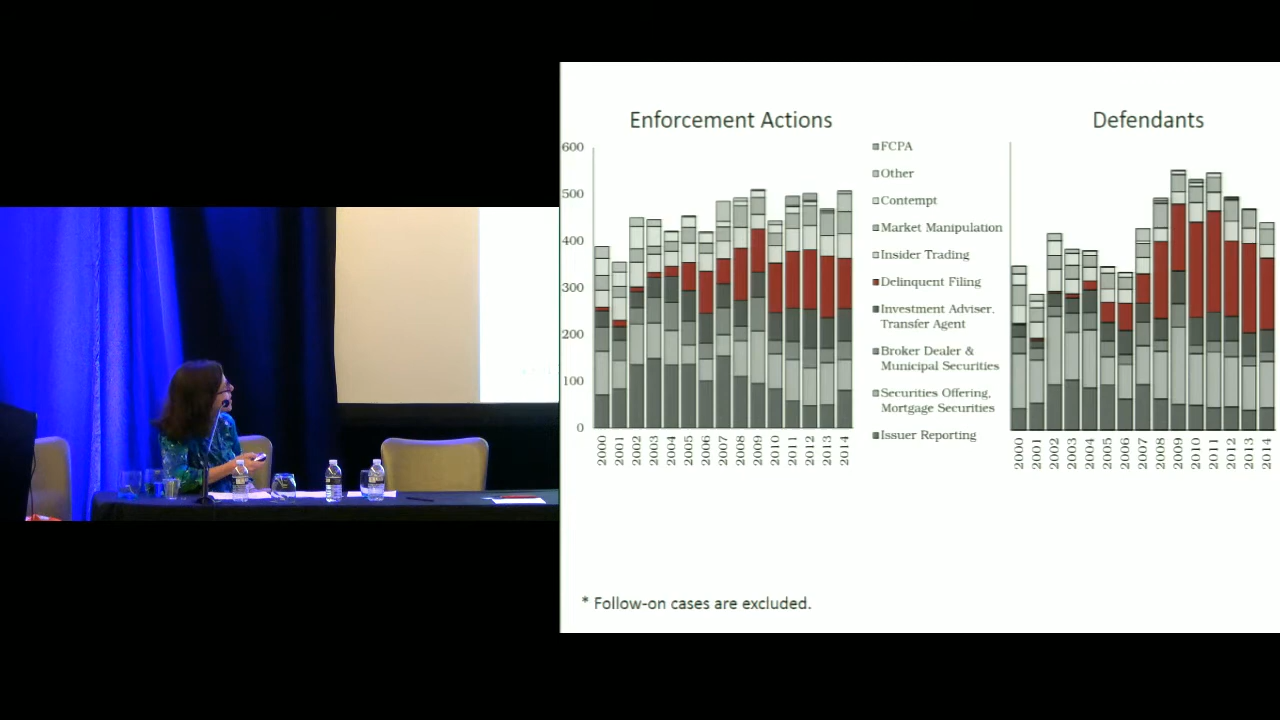 Enforcement Actions
600
500
400
300
200
100
0
2000
2001
2002
2003
2004
2005
2006
2007
2008
2009
2010
2011
2012
2013
2014
FCPA
Other
Contempt
Market Manipulation
Insider Trading
Delinquent Filing
Investment Adviser.
Transfer Agent
Broker Dealer &
Municipal Securities
Securities Offering,
Mortgage Securities
Issuer Reporting
Defendants
2000
2001
2002
2003
2004
2005
2006
2007
2008
2009
2010
2011
2012
2013
2014
* Follow-on cases are excluded.